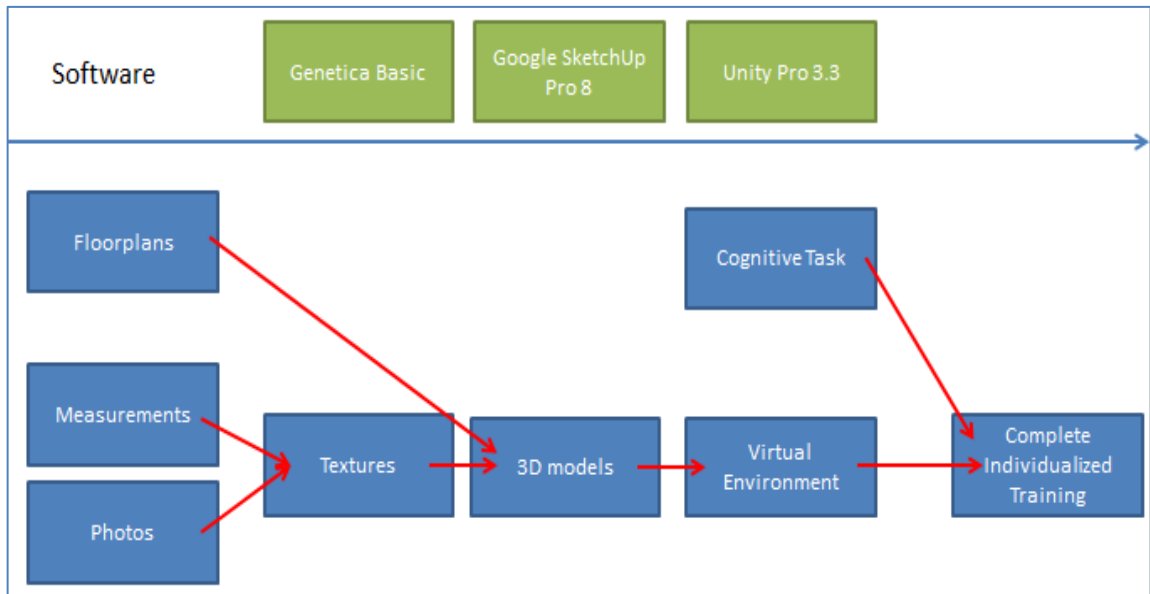 Software
Genetica Basic
Google SketchUp
Pro 8
Unity Pro 3.3
Floorplans
Cognitive Task
Measurements
Photos
Textures
3D models
Virtual
Environment
Complete
Individualized
Training